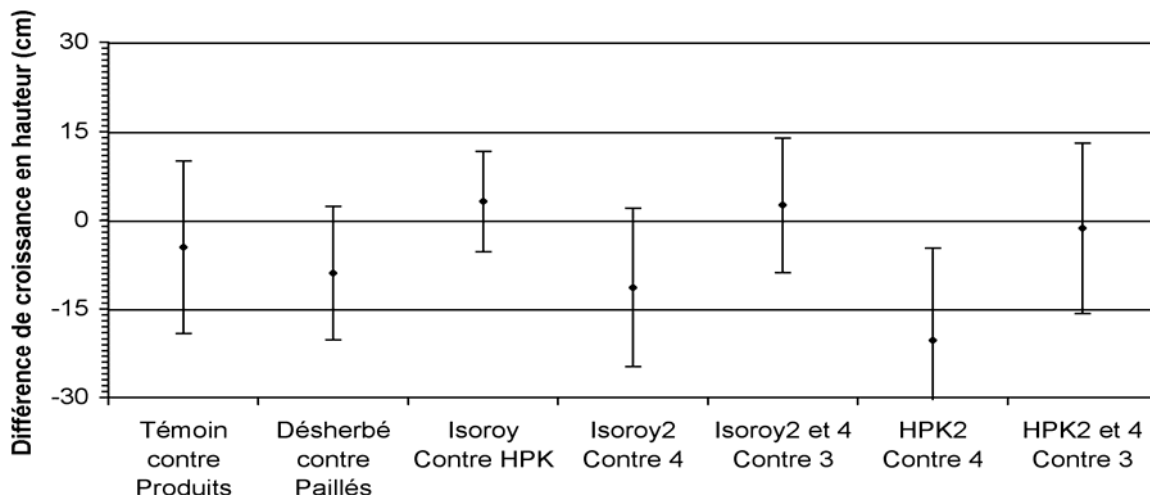 Différence de croissance en hauteur (cm)
30
15
0
-15
-30
Témoin
contre
Produits
Désherbé
contre
Paillés
Isoroy
Contre HPK
Isoroy2
Contre 4
Isoroy2 et 4
Contre 3
HPK2
Contre 4
HPK2 et 4
Contre 3